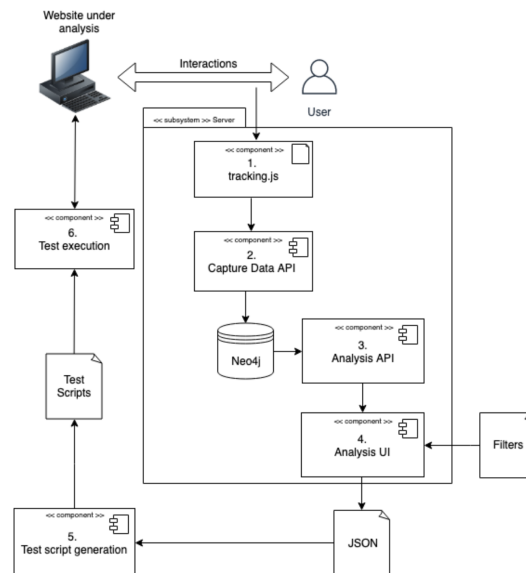 Website under
analysis
Interactions
User
<< subsystem >> Server
<< component >>
1.
tracking.js
<< component >>
2.
Capture Data API
Neo4j
<< component >>
3.
Analysis API
<< component >>
4.
Analysis UI
Filters
JSON
<< component >>
5.
Test script generation
Test
Scripts
<< component >>
6.
Test execution